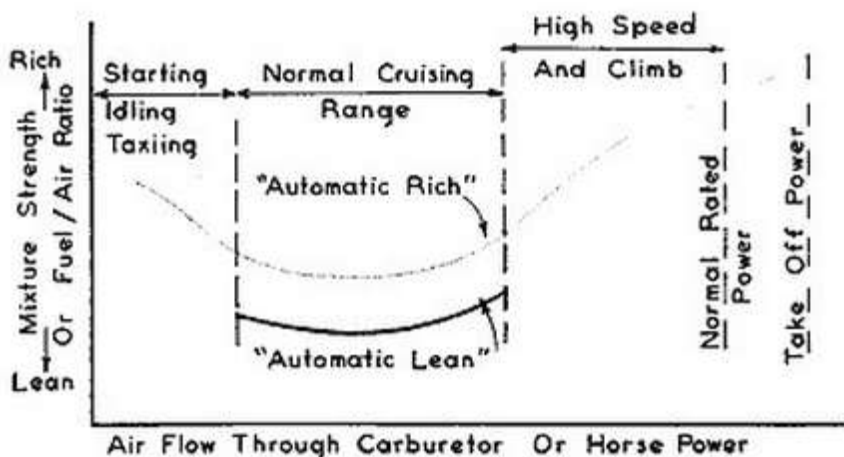 High Speed
And Climb
Rich
Starting
Idling
Taxiing
Normal Cruising
Range
"Automatic Rich"
"Automatic Lean"
Mixture Strength
Or Fuel/Air Ratio
Lean
Normal Rated
Power
Take Off Power
Air Flow Through Carburetor Or Horse Power